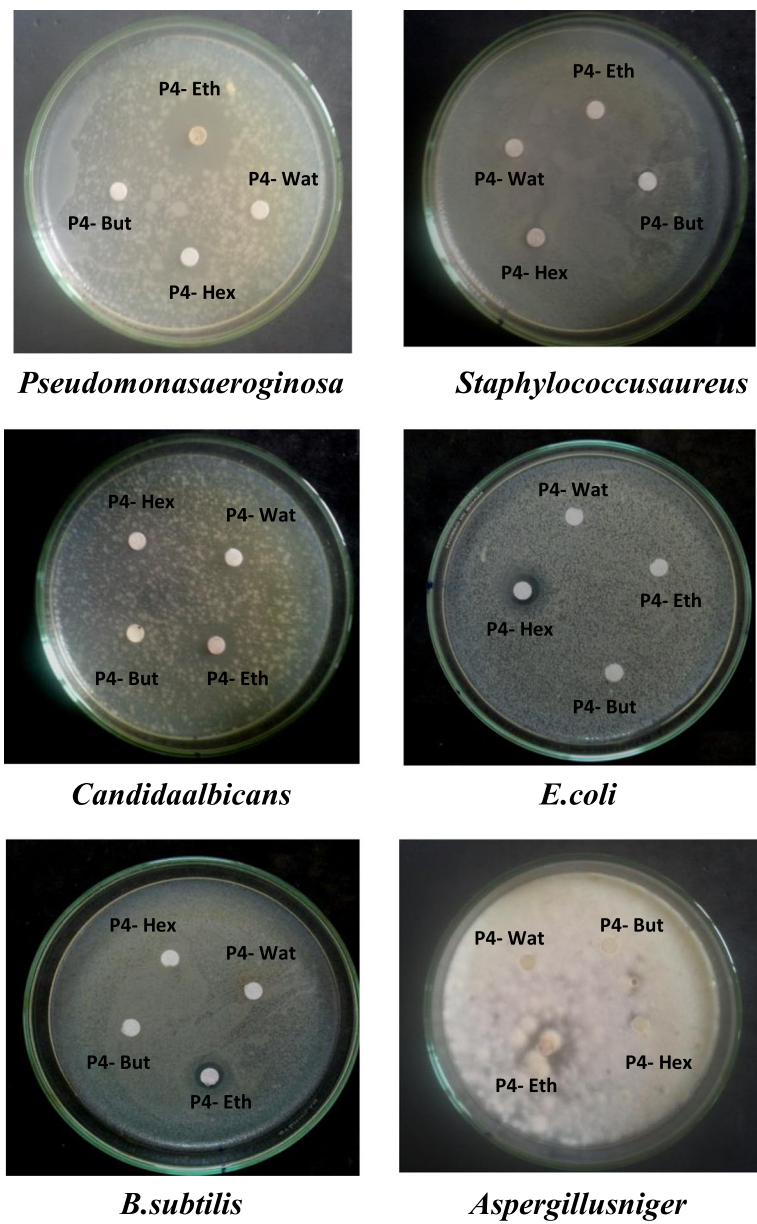 P4- Eth
P4- Wat
P4- But
P4- Hex
P4- Eth
P4- Wat
P4- But
P4- Hex
Pseudomonasaeroginosa
Staphylococcusaureus
P4- Hex
P4- Wat
P4- But
P4- Eth
P4- Wat
P4- Eth
P4- Hex
P4- But
Candidaalbicans
E.coli
P4- Hex
P4- Wat
P4- But
P4- Eth
P4- Wat
P4- But
P4- Hex
P4- Eth
B.subtilis
Aspergillusniger